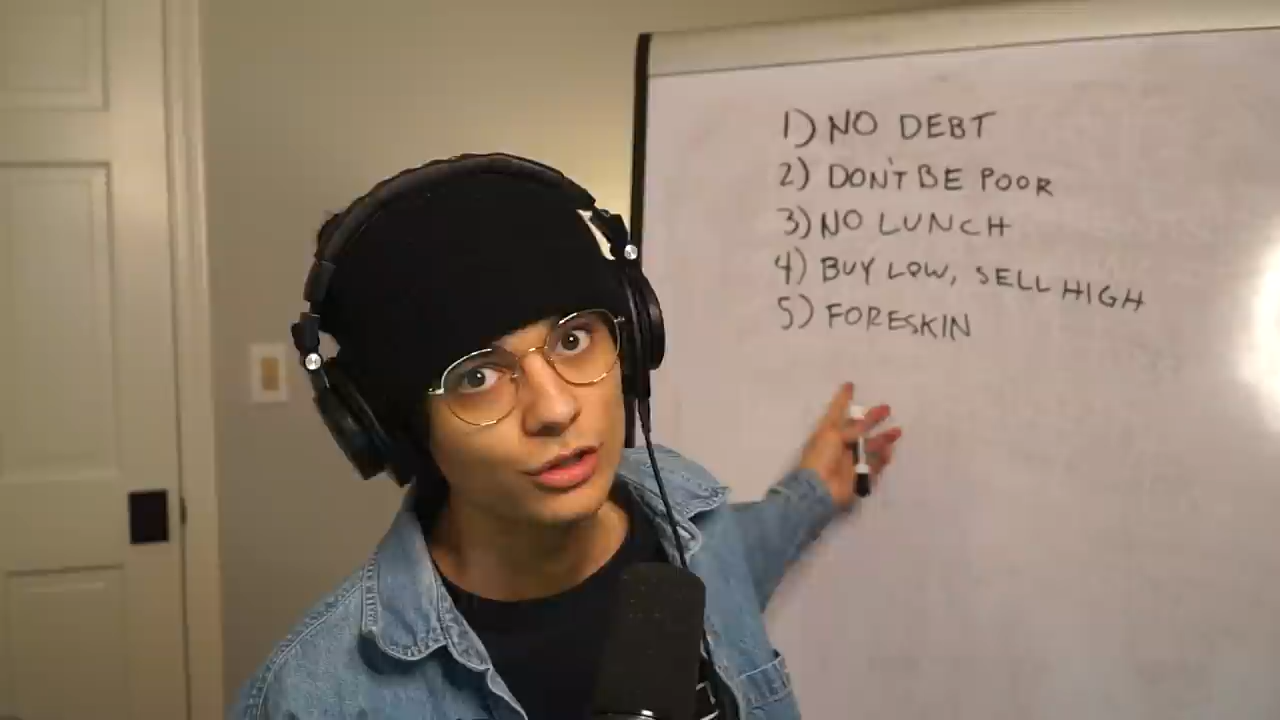 1) NO DEBT
2) DON'T BE POOR
3) NO LUNCH
4) BUY LOW, SELL HIGH
5) FORESKIN